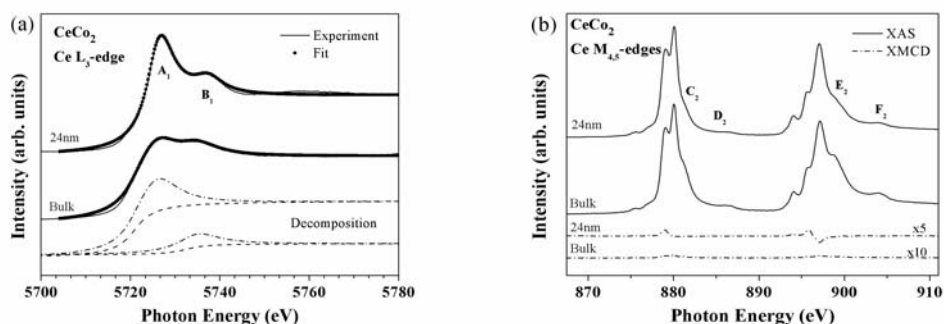 (a)
CeCo₂
Ce L₃-edge
Experiment
Fit
A₁
B₁
24nm
Bulk
Decomposition
Intensity (arb. units)
5700 5720 5740 5760 5780
Photon Energy (eV)
(b)
CeCo₂
Ce M₄,₅-edges
XAS
XMCD
C₂
D₂
E₂
F₂
24nm
Bulk
24nm
x5
Bulk
x10
Intensity (arb. units)
870 880 890 900 910
Photon Energy (eV)